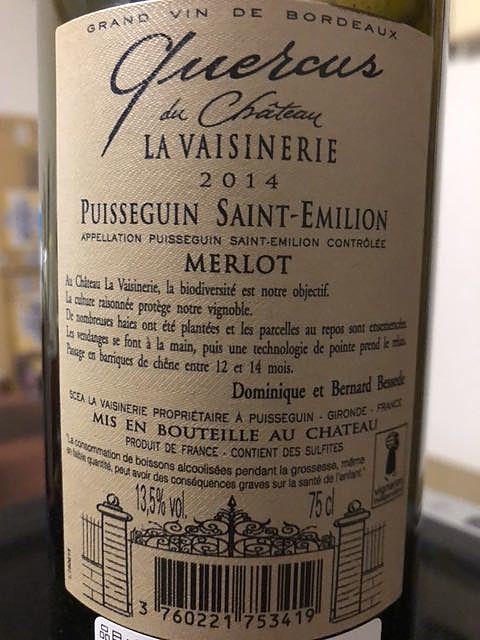 GRAND VIN DE BORDEAUX
Quercus
du Château
LA VAISINERIE
2014
PUISSEGUIN SAINT-EMILION
APPELLATION PUISSEGUIN SAINT-EMILION CONTRÔLÉE
MERLOT
Au Château La Vaisinerie, la biodiversité est notre objectif.
La culture raisonnée protège notre vignoble.
De nombreuses haies ont été plantées et les parcelles au repos sont ensemencées.
Les vendanges se font à la main, puis une technologie de pointe prend le relais.
Passage en barriques de chêne entre 12 et 14 mois.
Dominique et Bernard Bessede
SCEA LA VAISINERIE PROPRIÉTAIRE À PUISSEGUIN - GIRONDE - FRANCE
MIS EN BOUTEILLE AU CHATEAU
PRODUIT DE FRANCE - CONTIENT DES SULFITES
"La consommation de boissons alcoolisées pendant la grossesse, même
en faible quantité, peut avoir des conséquences graves sur la santé de l'enfant."
vigneron
13,5% vol.
75 cl
3 760221 753419
品